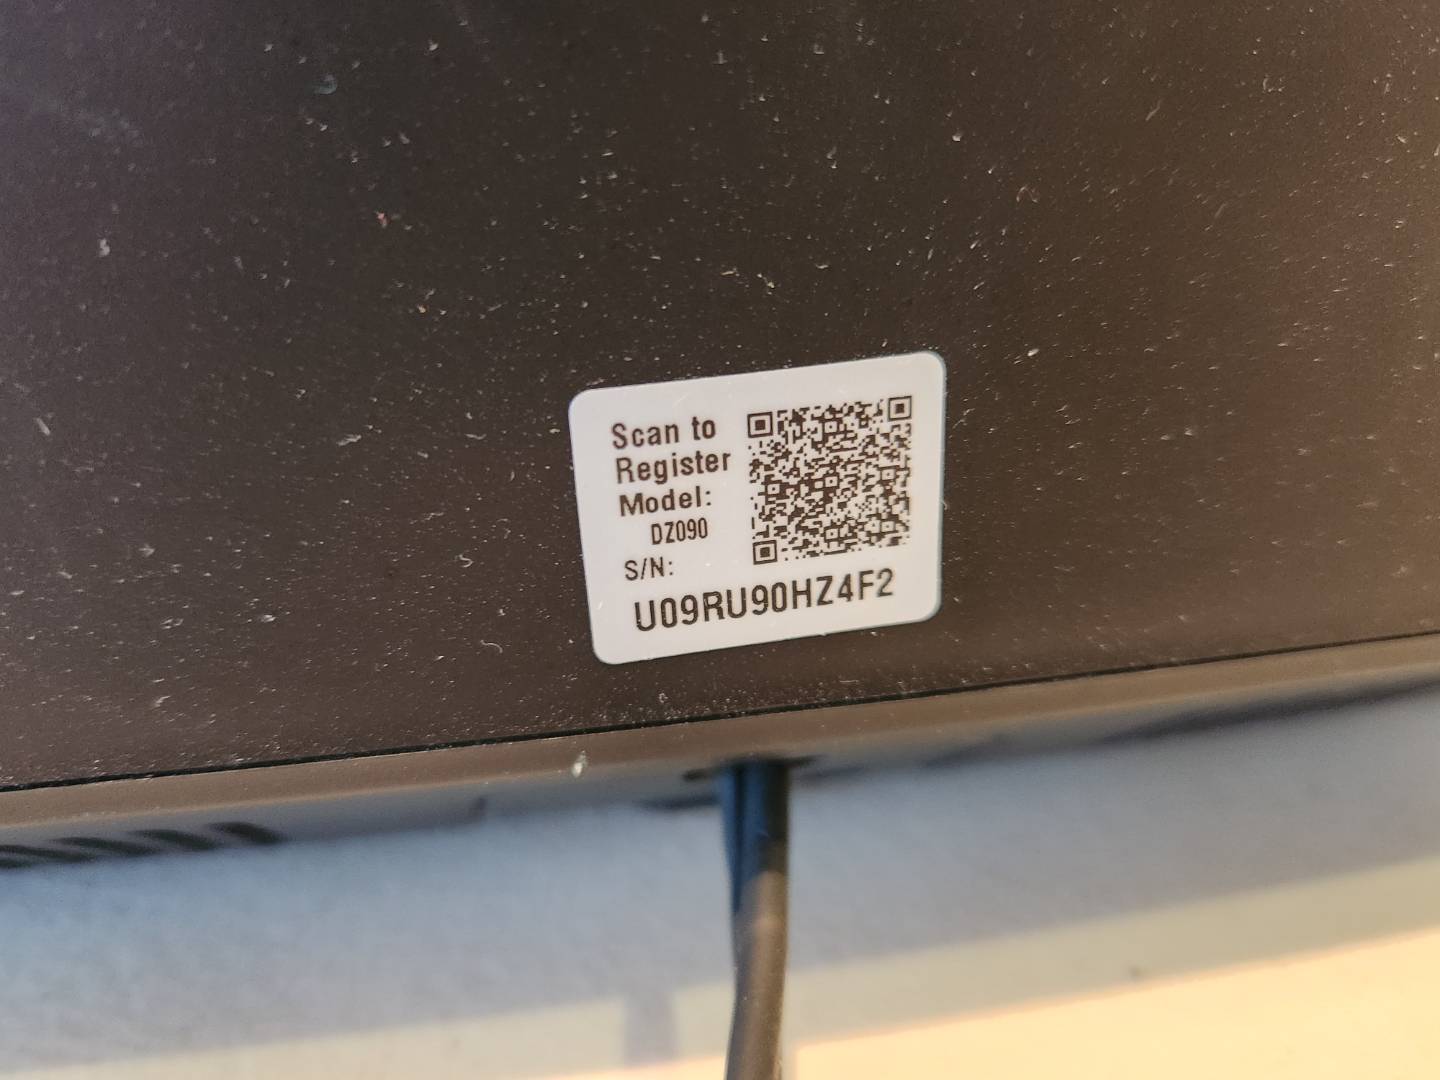 Scan to
Register
Model:
DZ090
S/N:
U09RU90HZ4F2